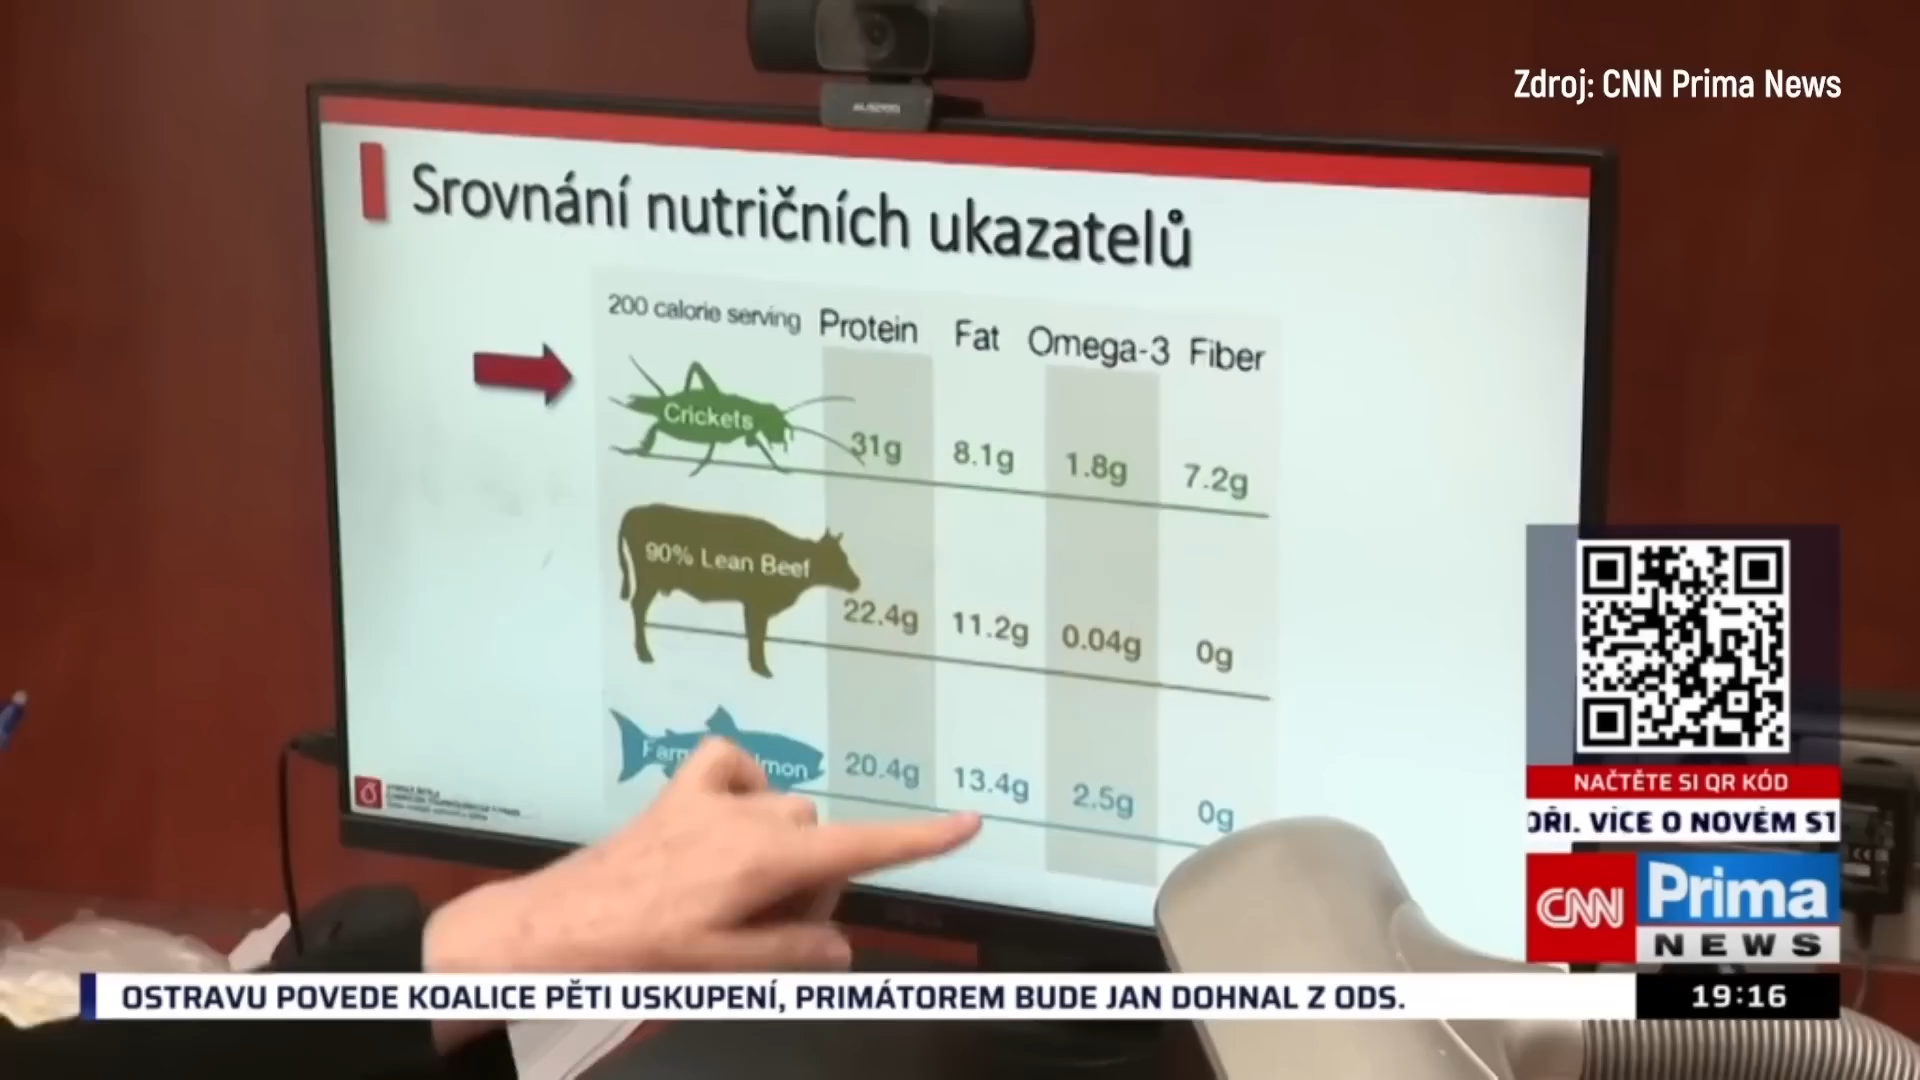 Zdroj: CNN Prima News
AUSDOM
Srovnání nutričních ukazatelů
200 calorie serving Protein Fat Omega-3 Fiber
Crickets 31g 8.1g 1.8g 7.2g
90% Lean Beef 22.4g 11.2g 0.04g 0g
20.4g 13.4g 2.5g 0g
NAČTĚTE SI QR KÓD
VÍCE O NOVÉM
CNN Prima
NEWS
OSTRAVU POVEDE KOALICE PĚTI USKUPENÍ, PRIMÁTOREM BUDE JAN DOHNAL Z ODS.
19:16